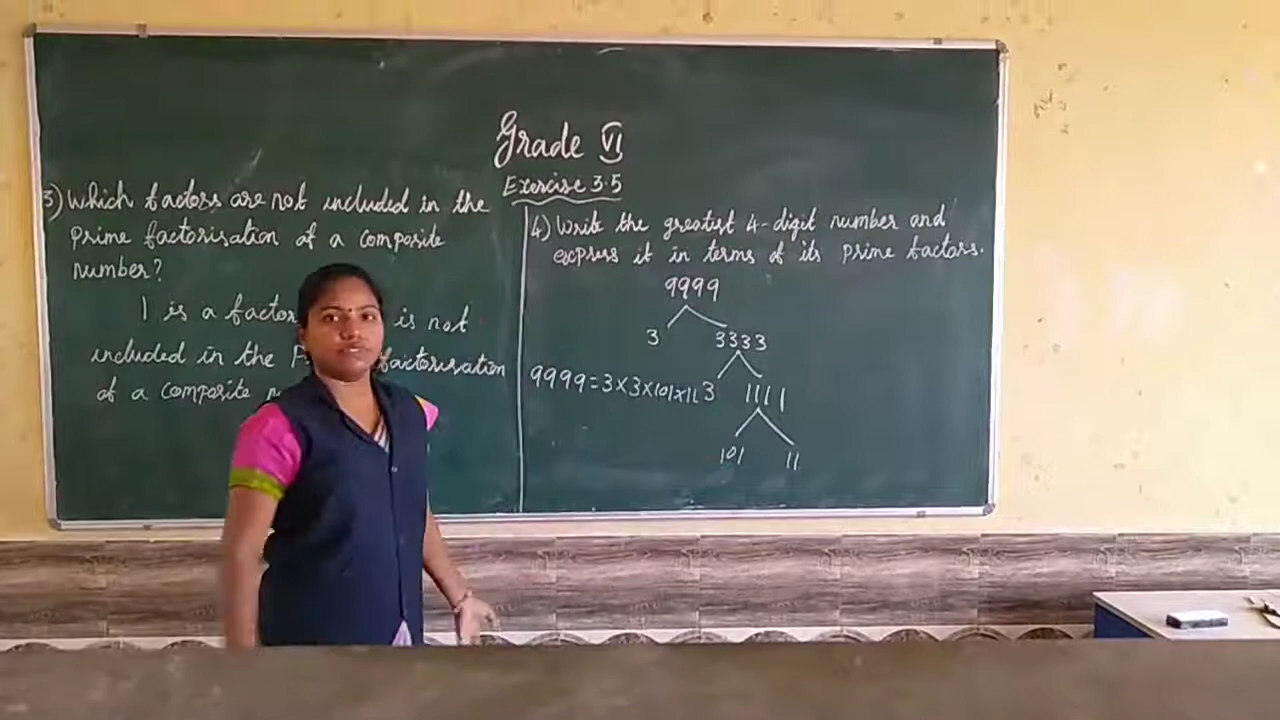 Grade VI
Exercise 3.5
3) Which factors are not included in the
prime factorisation of a composite
number?
1 is a factor is not
included in the factorisation
of a composite
4) Write the greatest 4-digit number and
express it in terms of its prime factors.
9999
3 3333
9999=3×3×101×11 3 1111
101 11